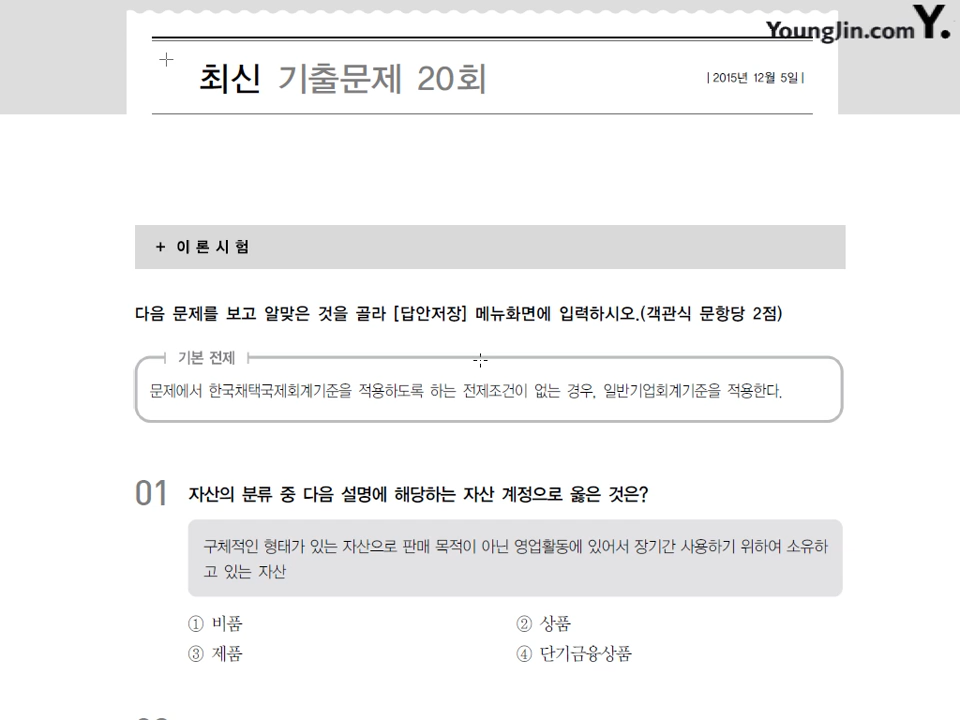 YoungJin.com Y.
최신 기출문제 20회
| 2015년 12월 5일 |
+ 이 론 시 험
다음 문제를 보고 알맞은 것을 골라 [답안저장] 메뉴화면에 입력하시오.(객관식 문항당 2점)
기본 전제
문제에서 한국채택국제회계기준을 적용하도록 하는 전제조건이 없는 경우, 일반기업회계기준을 적용한다.
01 자산의 분류 중 다음 설명에 해당하는 자산 계정으로 옳은 것은?
구체적인 형태가 있는 자산으로 판매 목적이 아닌 영업활동에 있어서 장기간 사용하기 위하여 소유하
고 있는 자산
① 비품 ② 상품
③ 제품 ④ 단기금융상품